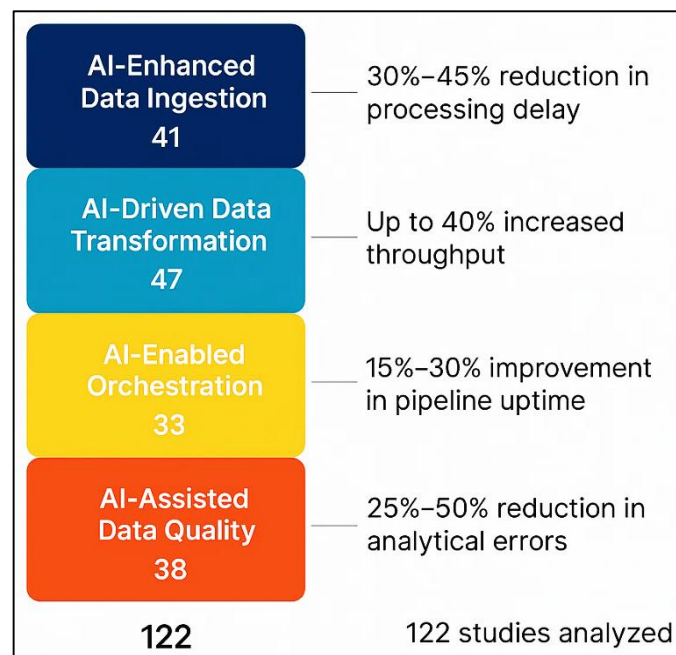 AI-Enhanced
Data Ingestion
41
30%–45% reduction in
processing delay
AI-Driven Data
Transformation
47
Up to 40% increased
throughput
AI-Enabled
Orchestration
33
15%–30% improvement
in pipeline uptime
AI-Assisted
Data Quality
38
25%–50% reduction in
analytical errors
122
122 studies analyzed